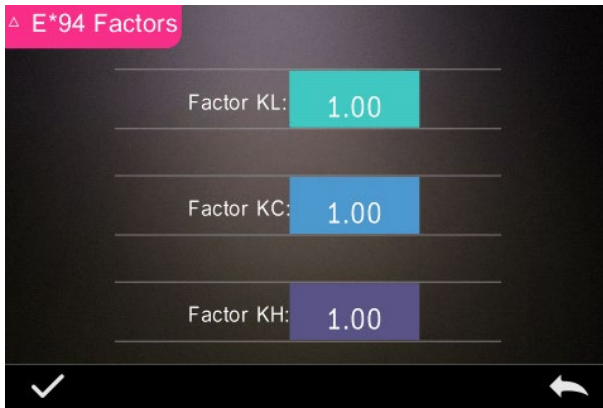 △ E*94 Factors
Factor KL: 1.00
Factor KC: 1.00
Factor KH: 1.00